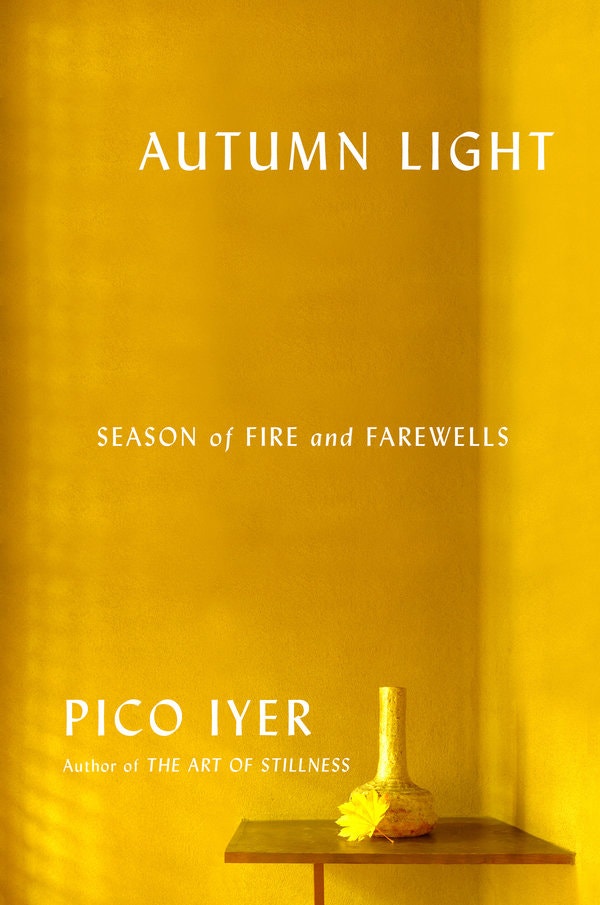 AUTUMN LIGHT
SEASON of FIRE and FAREWELLS
PICO IYER
Author of THE ART OF STILLNESS